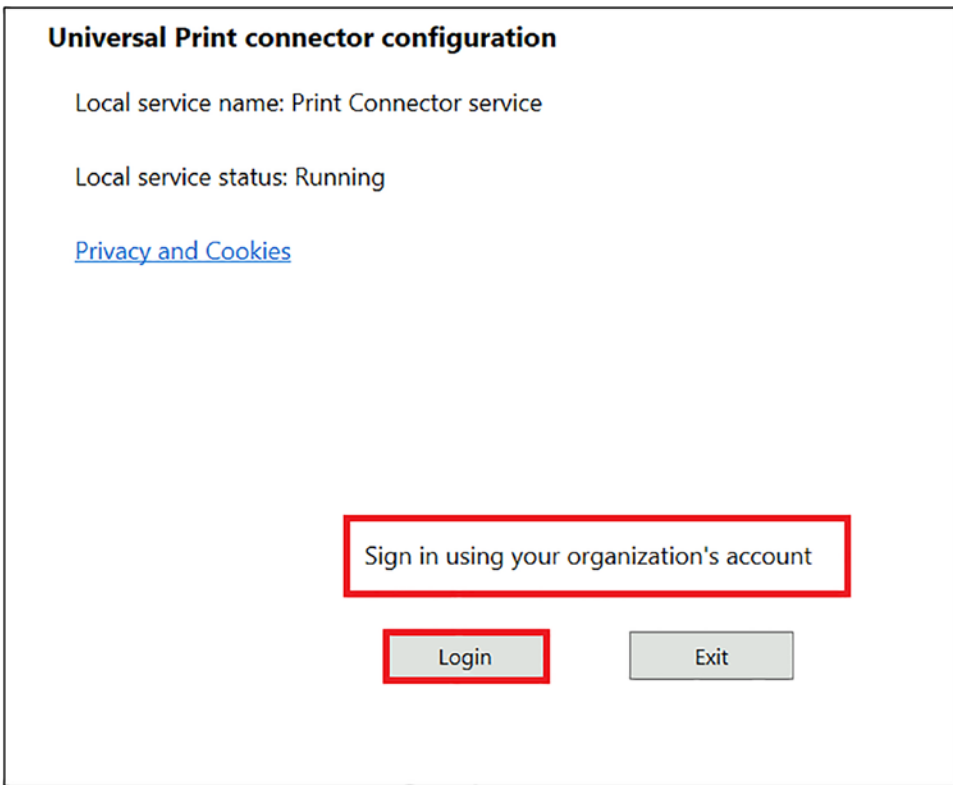 Universal Print connector configuration
Local service name: Print Connector service
Local service status: Running
Privacy and Cookies
Sign in using your organization's account
Login
Exit